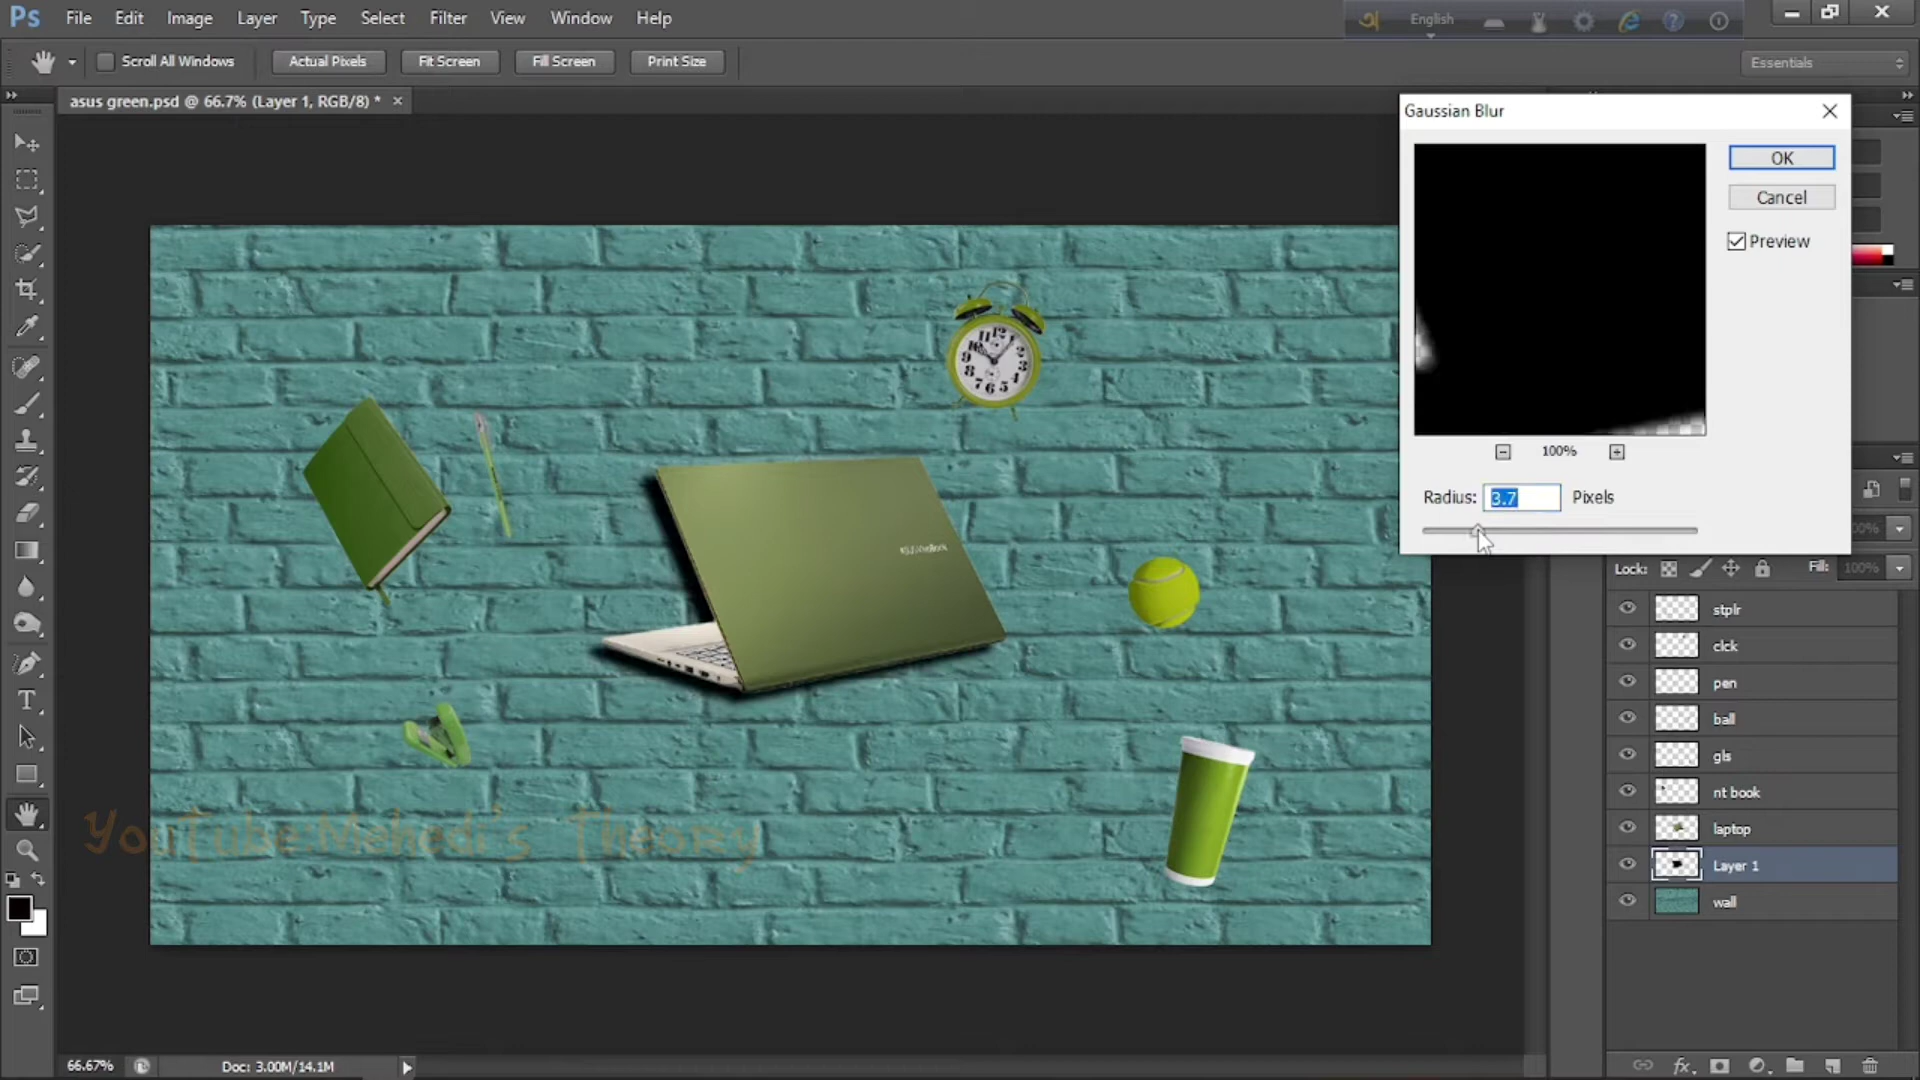 Ps File Edit Image Layer Type Select Filter View Window Help
English
Scroll All Windows Actual Pixels Fit Screen Fill Screen Print Size
Essentials
asus green.psd @ 66.7% (Layer 1, RGB/8) * ×
Gaussian Blur
OK
Cancel
Preview
100%
Radius: 3.7 Pixels
Lock: Fill: 100%
stplr
clck
pen
ball
gls
nt book
laptop
Layer 1
wall
YouTube:Mehedi's Theory
66.67% Doc: 3.00M/14.1M